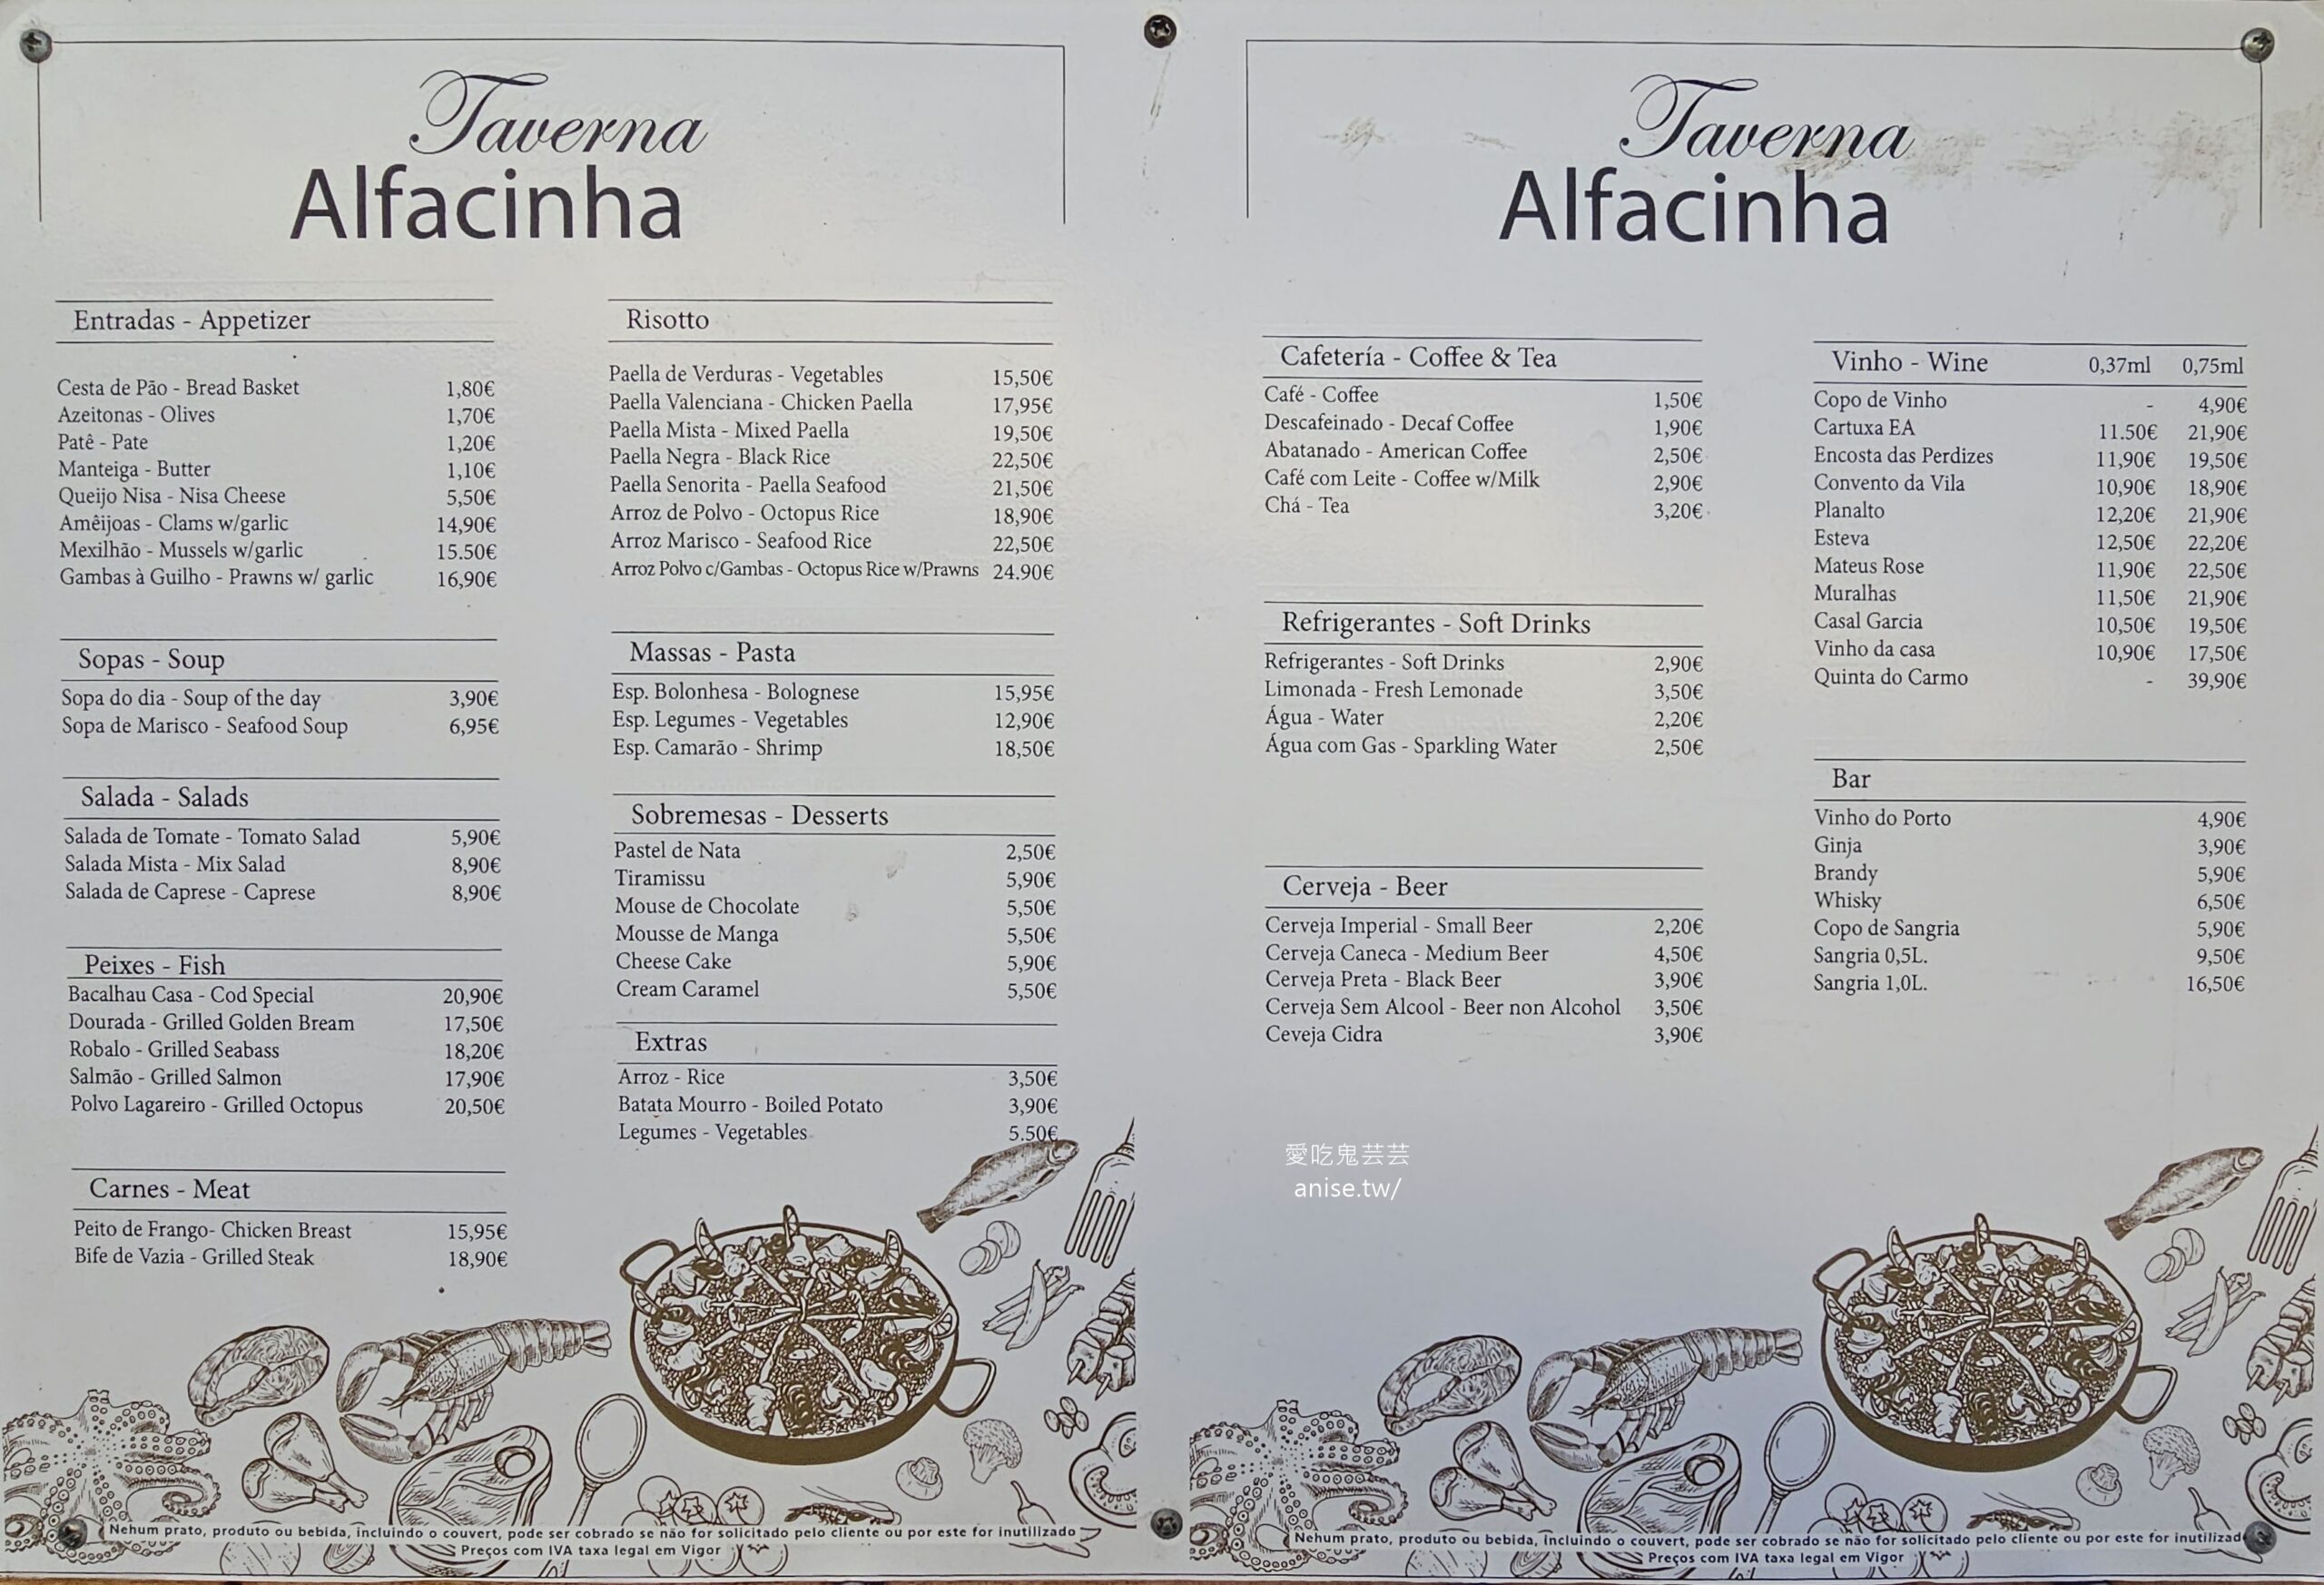 Taverna
Alfacinha
Entradas - Appetizer
Cesta de Pão - Bread Basket 1,80€
Azeitonas - Olives 1,70€
Patê - Pate 1,20€
Manteiga - Butter 1,10€
Queijo Nisa - Nisa Cheese 5,50€
Amêijoas - Clams w/garlic 14,90€
Mexilhão - Mussels w/garlic 15.50€
Gambas à Guilho - Prawns w/ garlic 16,90€
Sopas - Soup
Sopa do dia - Soup of the day 3,90€
Sopa de Marisco - Seafood Soup 6,95€
Salada - Salads
Salada de Tomate - Tomato Salad 5,90€
Salada Mista - Mix Salad 8,90€
Salada de Caprese - Caprese 8,90€
Peixes - Fish
Bacalhau Casa - Cod Special 20,90€
Dourada - Grilled Golden Bream 17,50€
Robalo - Grilled Seabass 18,20€
Salmão - Grilled Salmon 17,90€
Polvo Lagareiro - Grilled Octopus 20,50€
Carnes - Meat
Peito de Frango- Chicken Breast 15,95€
Bife de Vazia - Grilled Steak 18,90€
Risotto
Paella de Verduras - Vegetables 15,50€
Paella Valenciana - Chicken Paella 17,95€
Paella Mista - Mixed Paella 19,50€
Paella Negra - Black Rice 22,50€
Paella Senorita - Paella Seafood 21,50€
Arroz de Polvo - Octopus Rice 18,90€
Arroz Marisco - Seafood Rice 22,50€
Arroz Polvo c/Gambas - Octopus Rice w/Prawns 24.90€
Massas - Pasta
Esp. Bolonhesa - Bolognese 15,95€
Esp. Legumes - Vegetables 12,90€
Esp. Camarão - Shrimp 18,50€
Sobremesas - Desserts
Pastel de Nata 2,50€
Tiramissu 5,90€
Mouse de Chocolate 5,50€
Mousse de Manga 5,50€
Cheese Cake 5,90€
Cream Caramel 5,50€
Extras
Arroz - Rice 3,50€
Batata Mourro - Boiled Potato 3,90€
Legumes - Vegetables 5.50€
Nehum prato, produto ou bebida, incluindo o couvert, pode ser cobrado se não for solicitado pelo cliente ou por este for inutilizado
Preços com IVA taxa legal em Vigor
Taverna
Alfacinha
Cafetería - Coffee & Tea
Café - Coffee 1,50€
Descafeinado - Decaf Coffee 1,90€
Abatanado - American Coffee 2,50€
Café com Leite - Coffee w/Milk 2,90€
Chá - Tea 3,20€
Refrigerantes - Soft Drinks
Refrigerantes - Soft Drinks 2,90€
Limonada - Fresh Lemonade 3,50€
Água - Water 2,20€
Água com Gas - Sparkling Water 2,50€
Cerveja - Beer
Cerveja Imperial - Small Beer 2,20€
Cerveja Caneca - Medium Beer 4,50€
Cerveja Preta - Black Beer 3,90€
Cerveja Sem Alcool - Beer non Alcohol 3,50€
Ceveja Cidra 3,90€
Vinho - Wine 0,37ml 0,75ml
Copo de Vinho - 4,90€
Cartuxa EA 11.50€ 21,90€
Encosta das Perdizes 11,90€ 19,50€
Convento da Vila 10,90€ 18,90€
Planalto 12,20€ 21,90€
Esteva 12,50€ 22,20€
Mateus Rose 11,90€ 22,50€
Muralhas 11,50€ 21,90€
Casal Garcia 10,50€ 19,50€
Vinho da casa 10,90€ 17,50€
Quinta do Carmo - 39,90€
Bar
Vinho do Porto 4,90€
Ginja 3,90€
Brandy 5,90€
Whisky 6,50€
Copo de Sangria 5,90€
Sangria 0,5L. 9,50€
Sangria 1,0L. 16,50€
愛吃鬼芸芸
anise.tw/
Nehum prato, produto ou bebida, incluindo o couvert, pode ser cobrado se não for solicitado pelo cliente ou por este for inutilizad
Preços com IVA taxa legal em Vigor